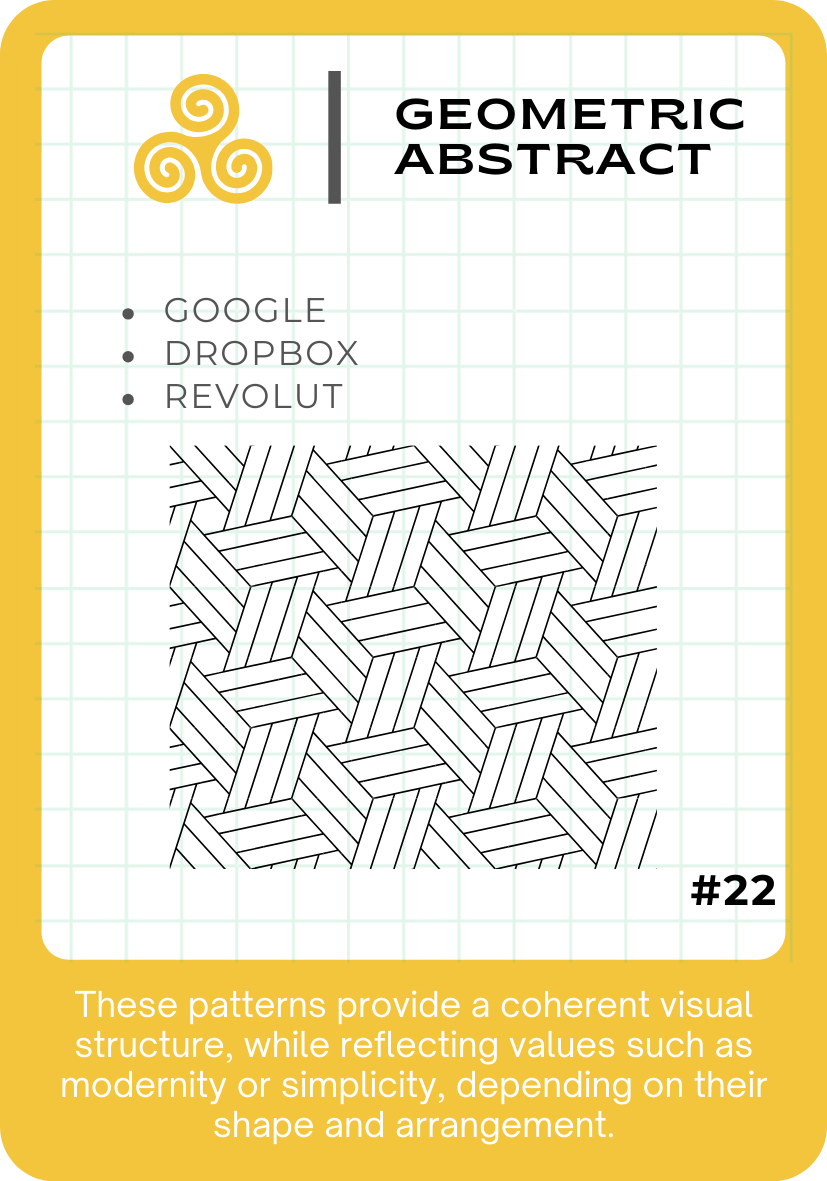 GEOMETRIC
ABSTRACT
• GOOGLE
• DROPBOX
• REVOLUT
#22
These patterns provide a coherent visual
structure, while reflecting values such as
modernity or simplicity, depending on their
shape and arrangement.